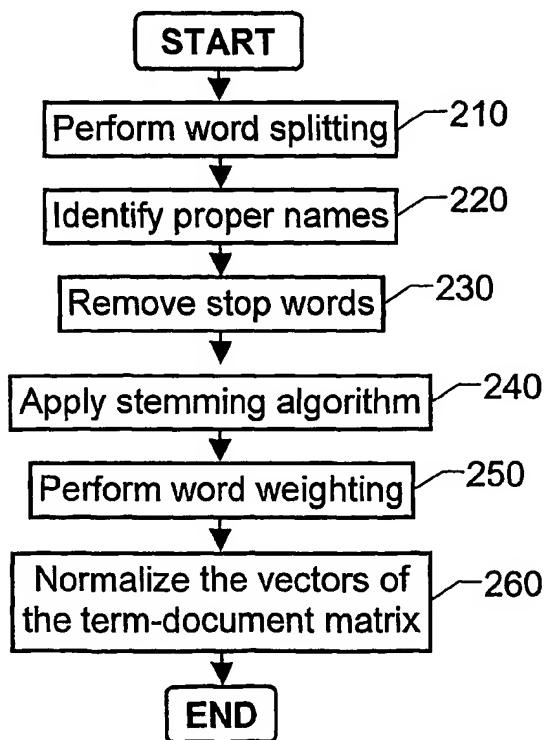 START
Perform word splitting 210
Identify proper names 220
Remove stop words 230
Apply stemming algorithm 240
Perform word weighting 250
Normalize the vectors of
the term-document matrix 260
END